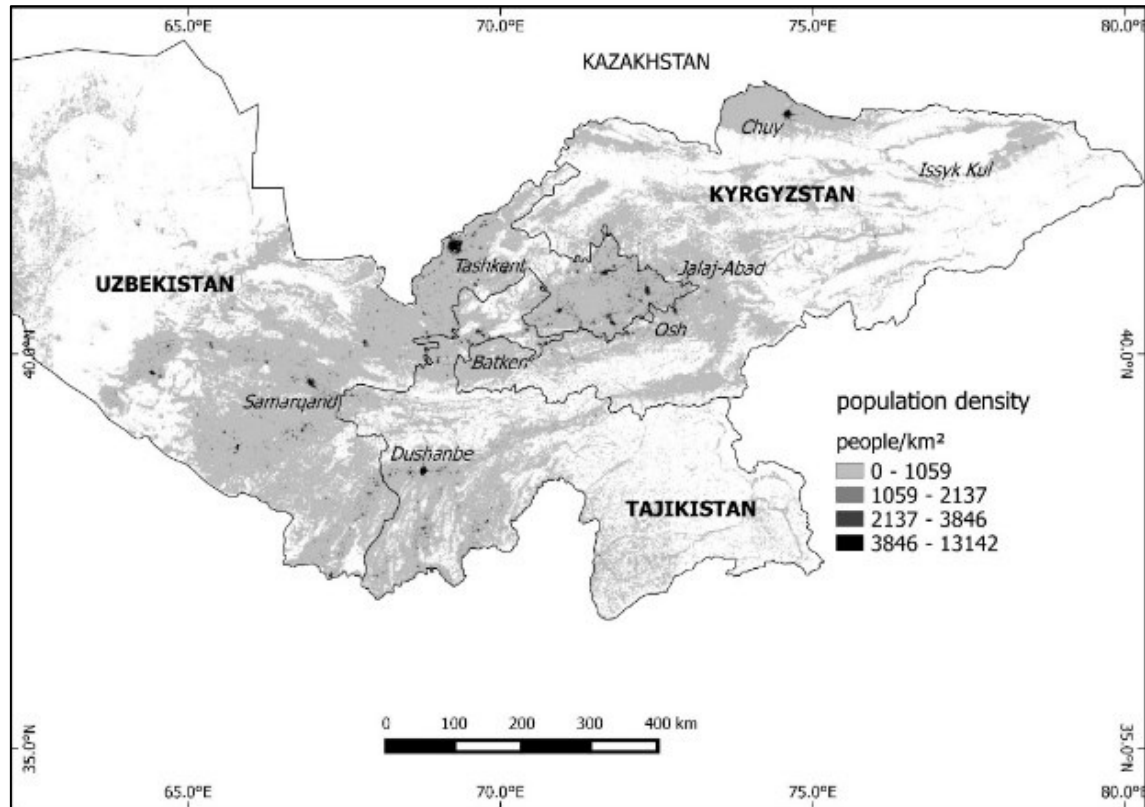 65.0°E 70.0°E 75.0°E 80.0°E
KAZAKHSTAN
Chuy
Issyk Kul
KYRGYZSTAN
Tashkent
Jalaj-Abad
UZBEKISTAN
Osh
40.0°N 40.0°N
Batken
Samarqand
population density
Dushanbe
people/km²
0 - 1059
1059 - 2137
TAJIKISTAN
2137 - 3846
3846 - 13142
0 100 200 300 400 km
35.0°N 35.0°N
65.0°E 70.0°E 75.0°E 80.0°E